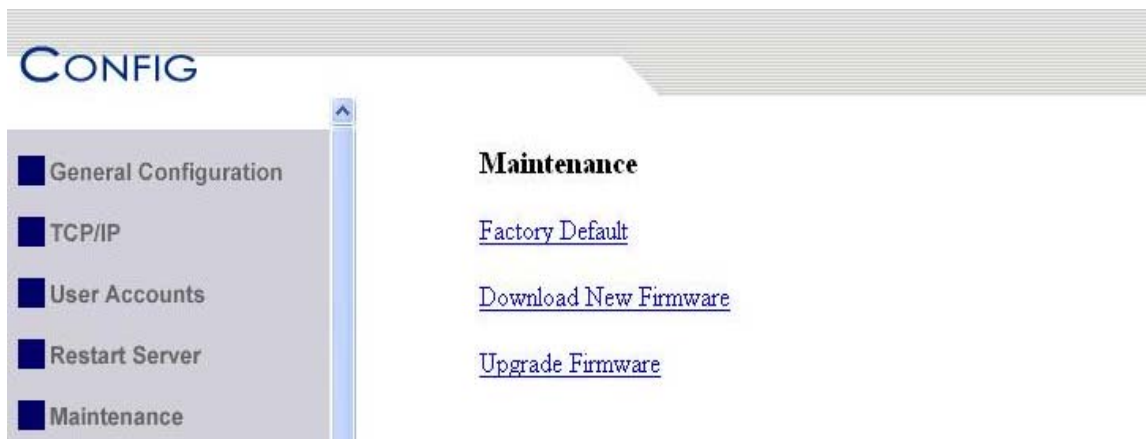 CONFIG
General Configuration
TCP/IP
User Accounts
Restart Server
Maintenance
Maintenance
Factory Default
Download New Firmware
Upgrade Firmware